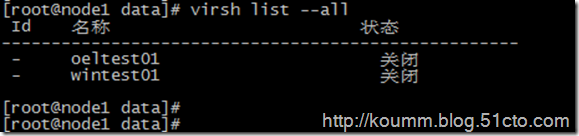 [root@node1 data]# virsh list --all
Id 名称 状态
----------------------------------------------------
- oeltest01 关闭
- wintest01 关闭
[root@node1 data]#
[root@node1 data]#
http://koumm.blog.51cto.com